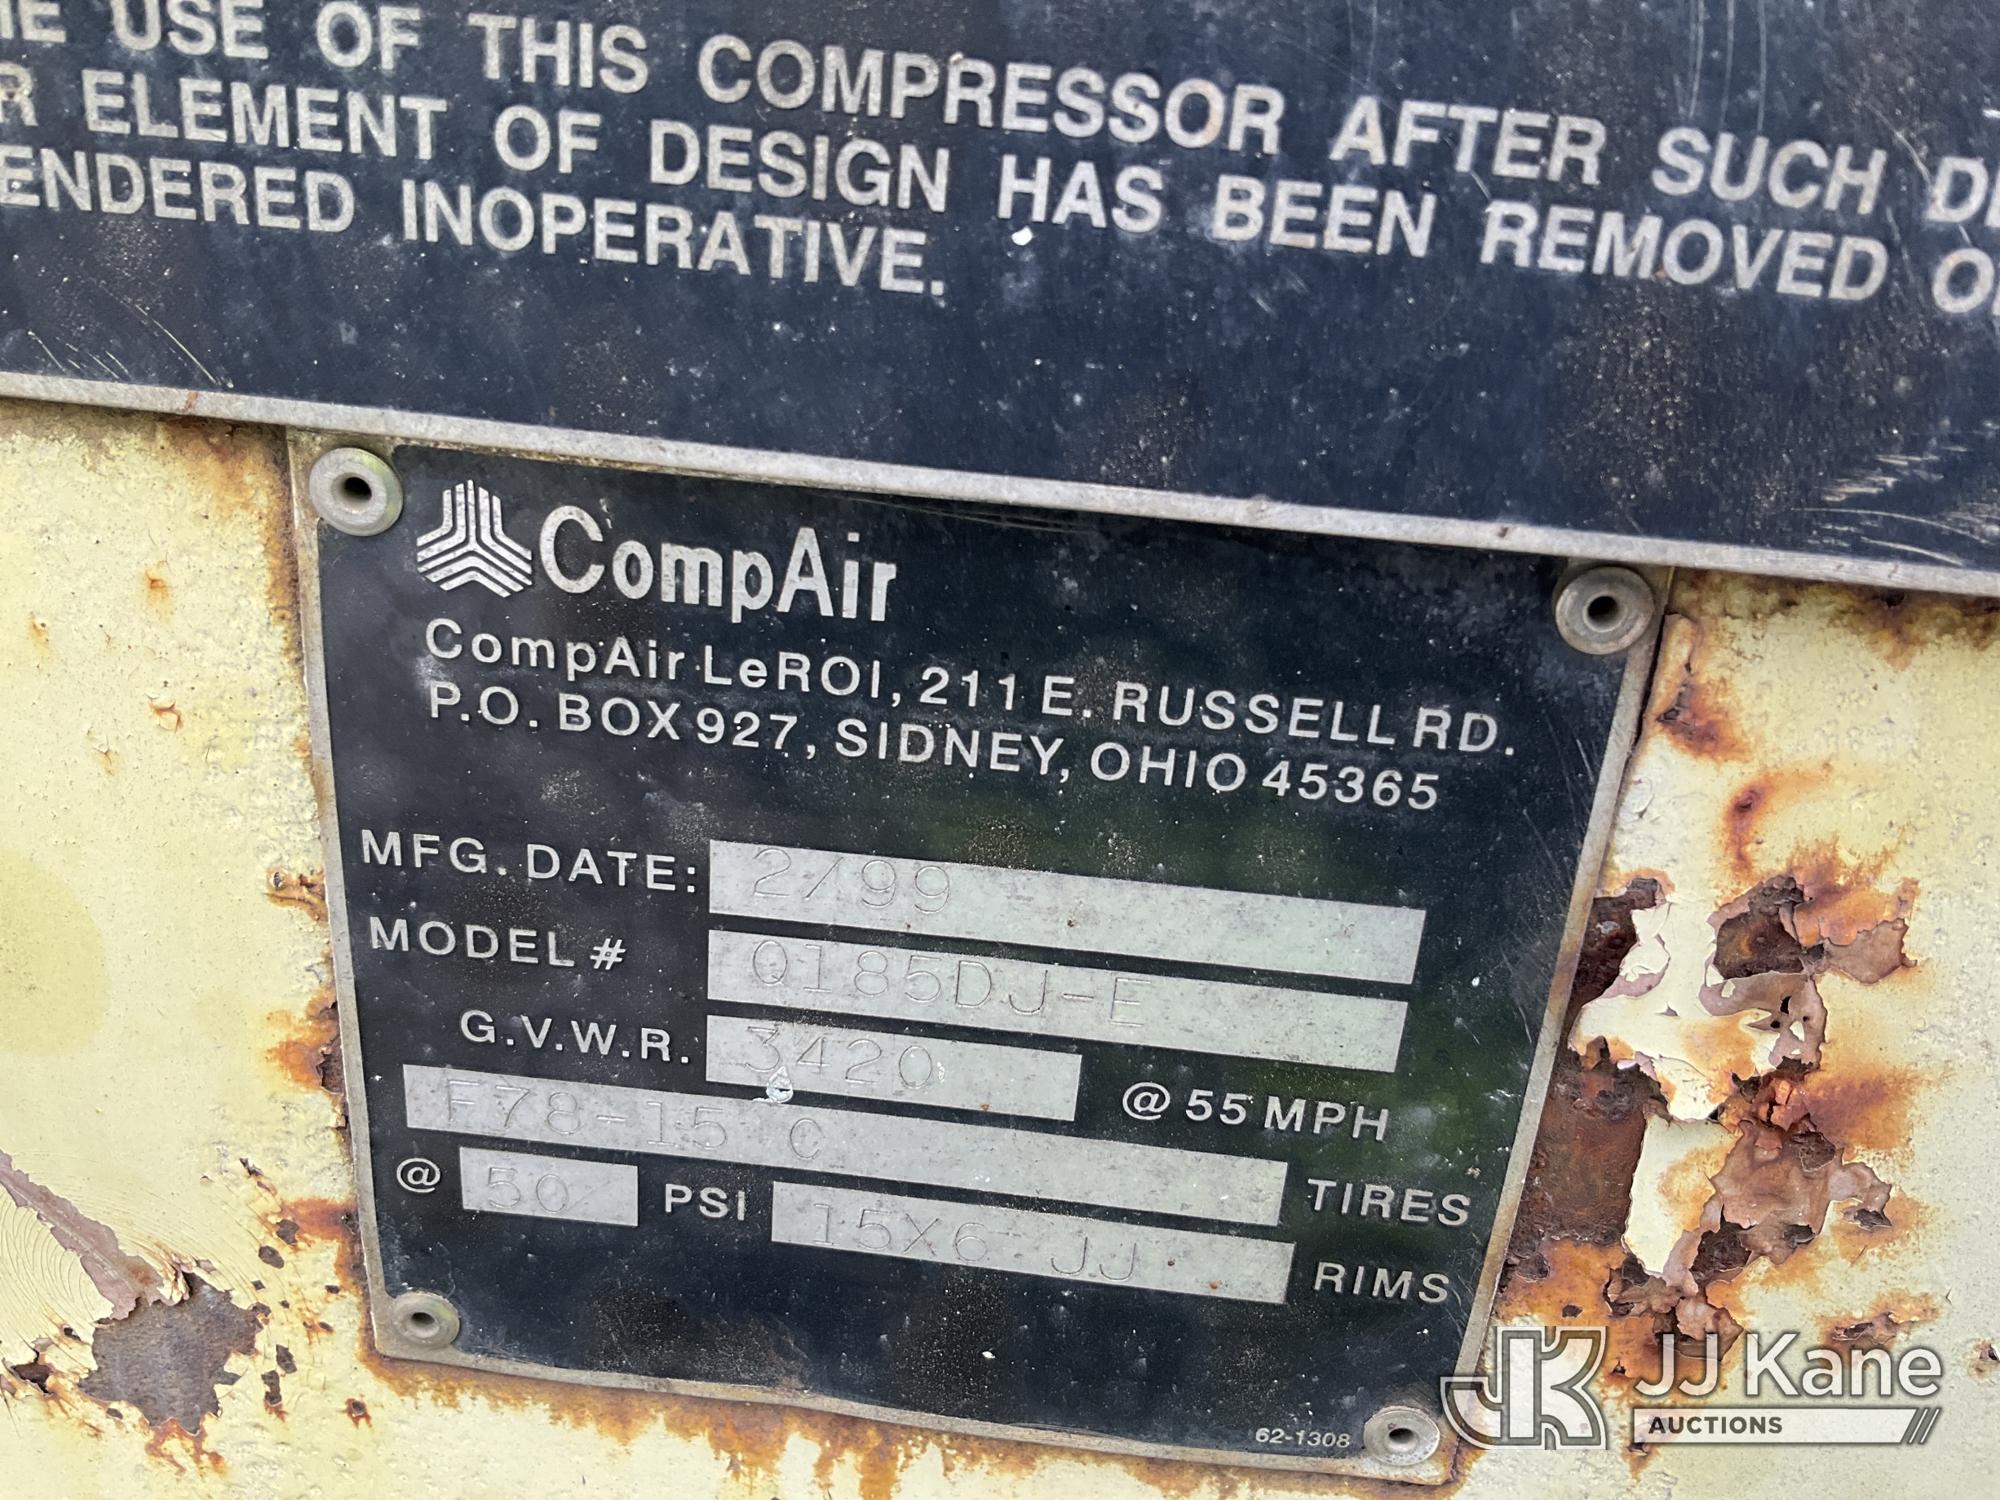 USE OF THIS COMPRESSOR AFTER SUCH
ELEMENT OF DESIGN HAS BEEN REMOVED
INOPERATIVE.
CompAir
CompAir LeROI, 211 E. RUSSELL RD.
P.O. BOX 927, SIDNEY, OHIO 45365
MFG. DATE: 2/99
MODEL # Q185DJ-E
G.V.W.R. 3420 @ 55 MPH
F78-15 C TIRES
@ 50 PSI 15X6 JJ RIMS
62-1308
JK JJ Kane
AUCTIONS